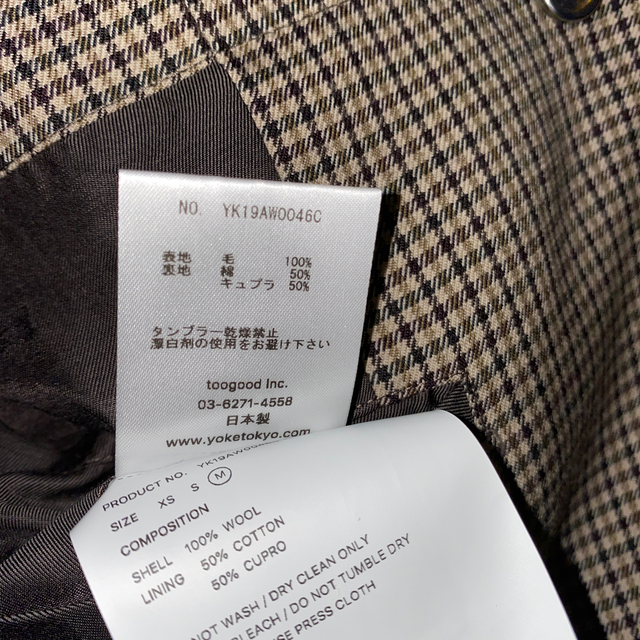 NO. YK19AW0046C
表地 毛 100%
裏地 綿 50%
キュプラ 50%
タンブラー乾燥禁止
漂白剤の使用をお避け下さい
toogood Inc.
03-6271-4558
日本製
www.yoketokyo.com
PRODUCT NO. YK19AW00
SIZE XS S M
COMPOSITION
SHELL 100% WOOL
LINING 50% COTTON
50% CUPRO
NOT WASH / DRY CLEAN ONLY
/ DO NOT TUMBLE DRY
PRESS CLOTH